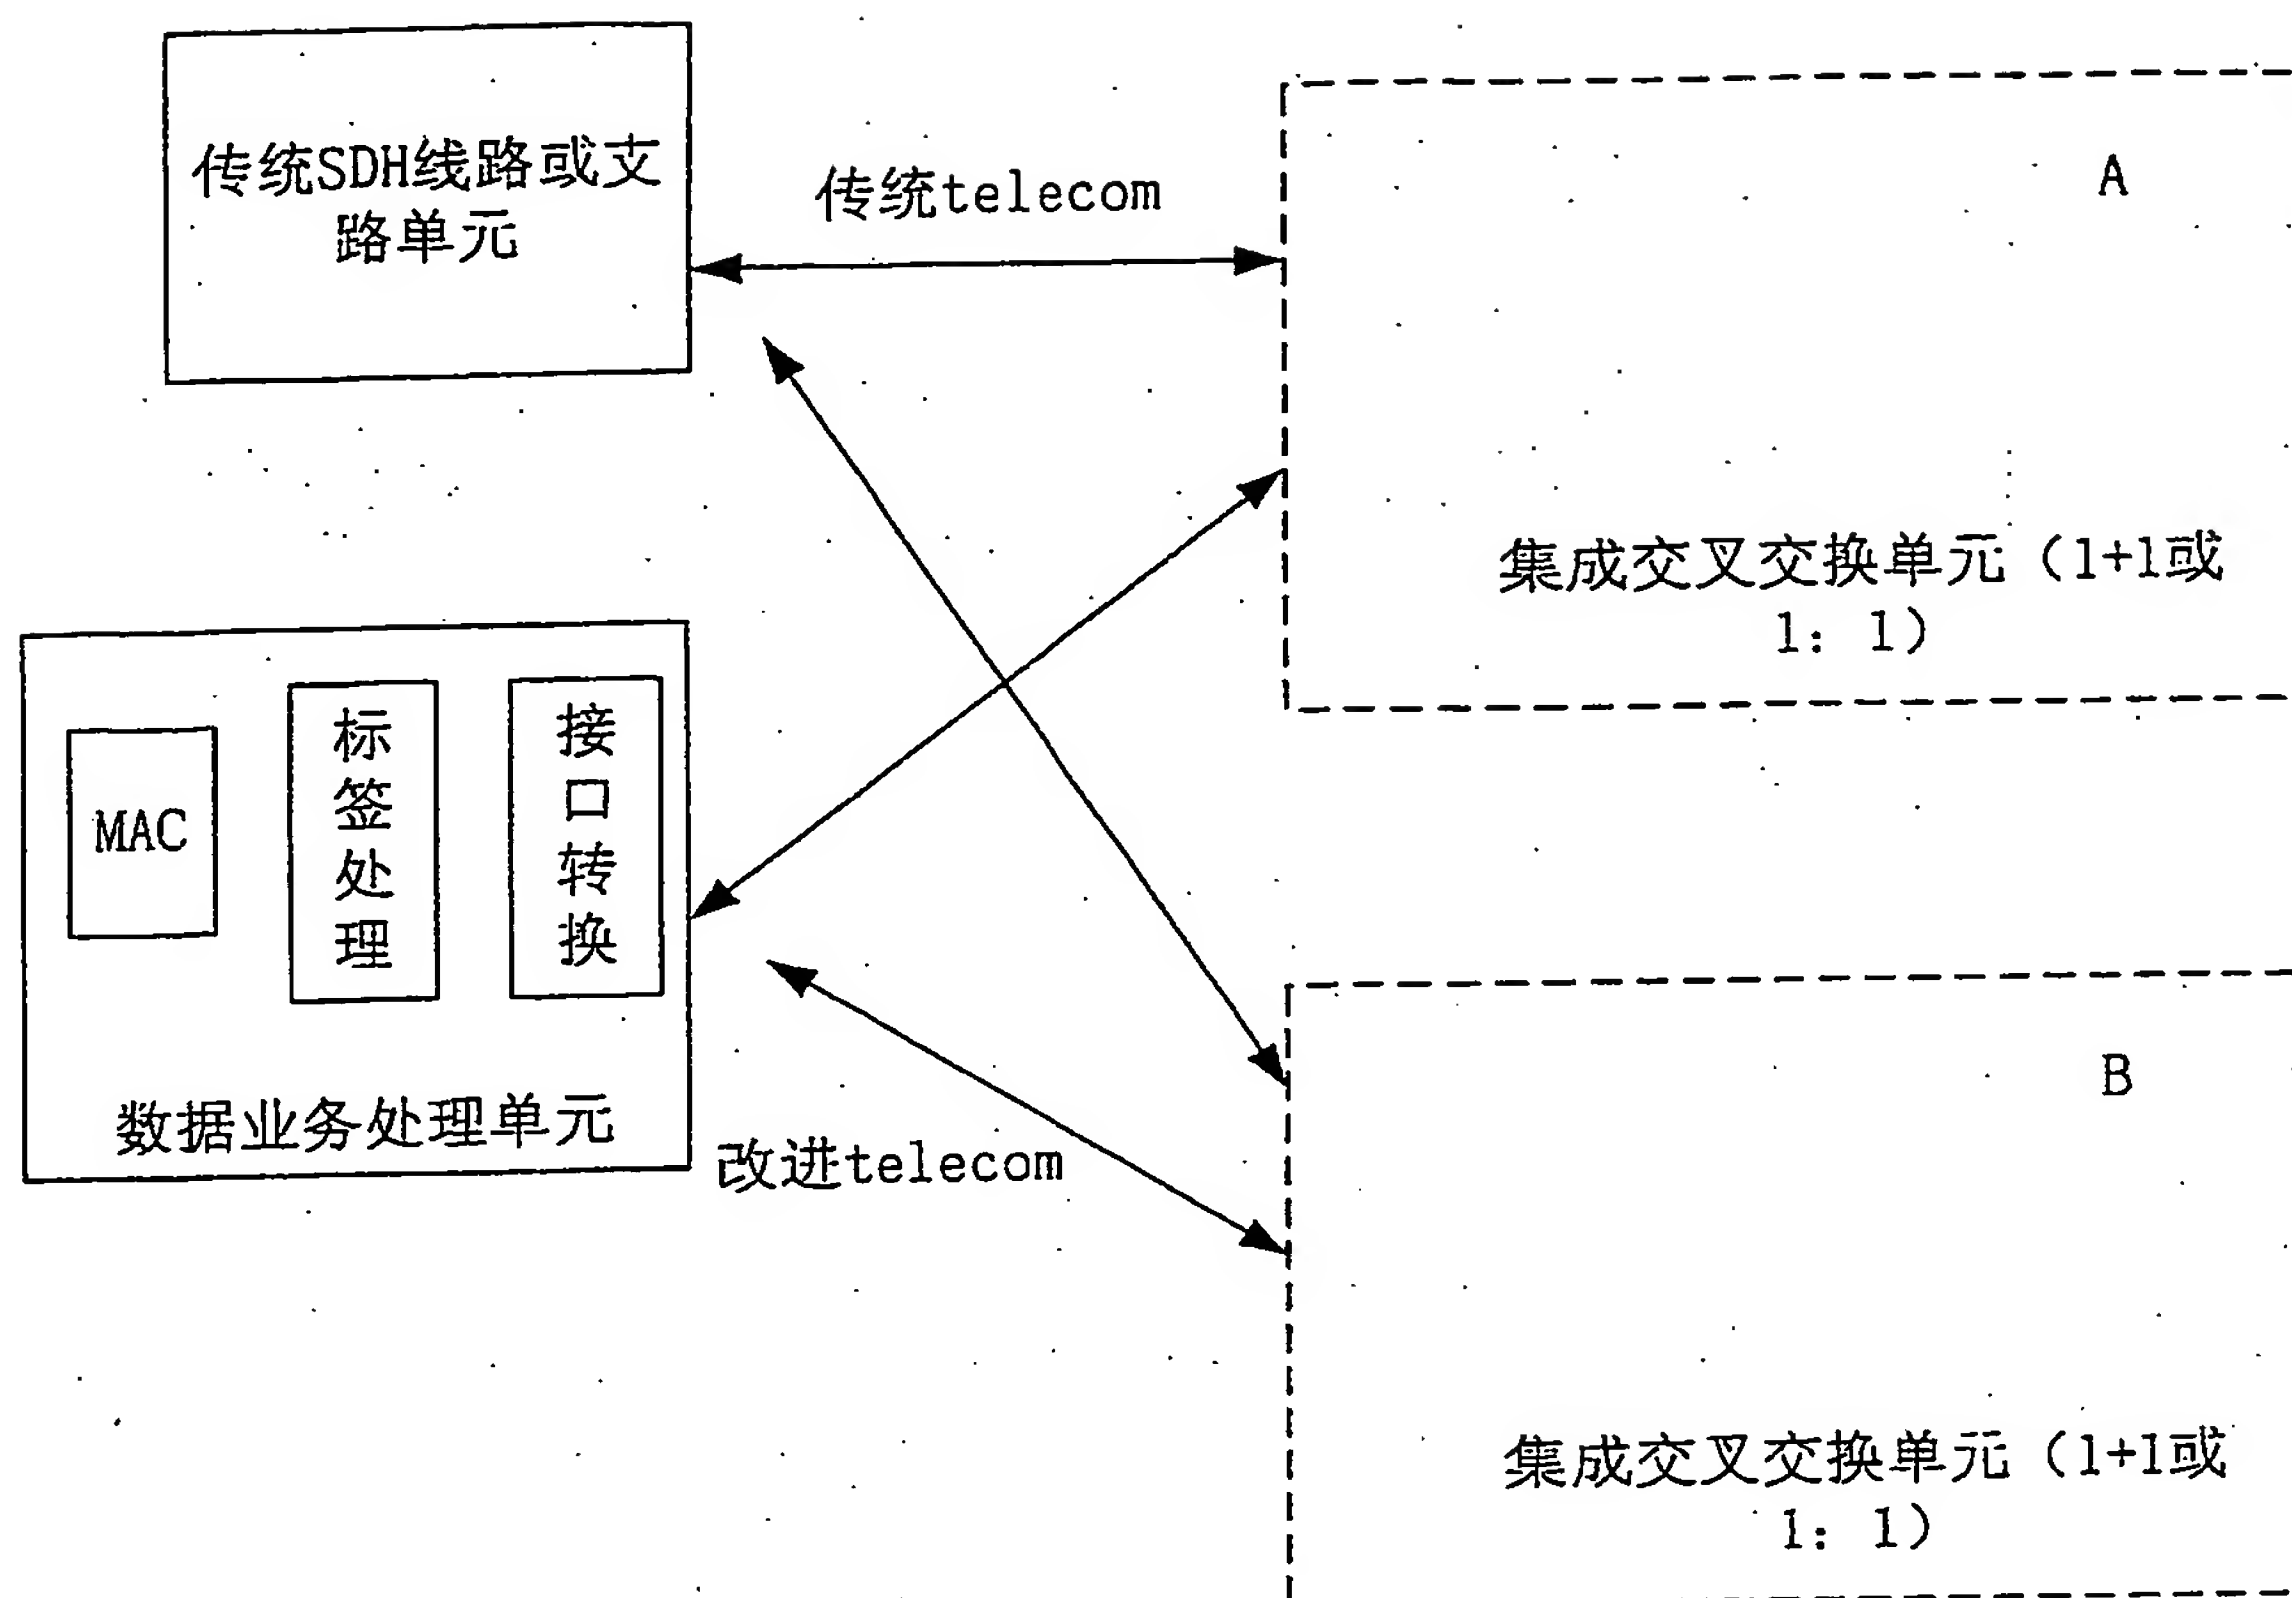 传统SDH线路或支
路单元
传统telecom
A
集成交叉交换单元（1+1或
1：1）
MAC
标签处理
接口转换
数据业务处理单元
改进telecom
B
集成交叉交换单元（1+1或
1：1）